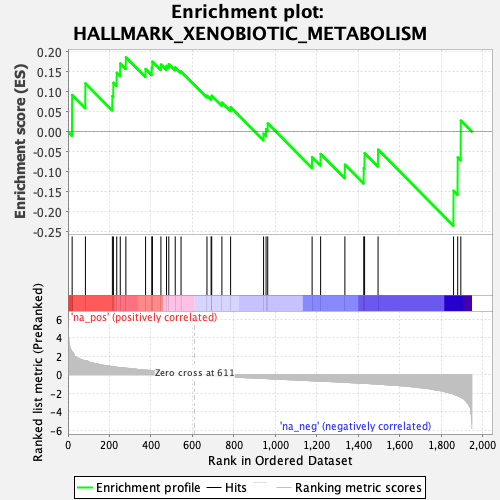 Enrichment plot:
HALLMARK_XENOBIOTIC_METABOLISM
Enrichment score (ES)
0.20
0.15
0.10
0.05
0.00
-0.05
-0.10
-0.15
-0.20
-0.25
Ranked list metric (PreRanked)
'na_pos' (positively correlated)
6
4
2
0
-2
-4
-6
Zero cross at 611
'na_neg' (negatively correlated)
0 200 400 600 800 1,000 1,200 1,400 1,600 1,800 2,000
Rank in Ordered Dataset
Enrichment profile Hits Ranking metric scores